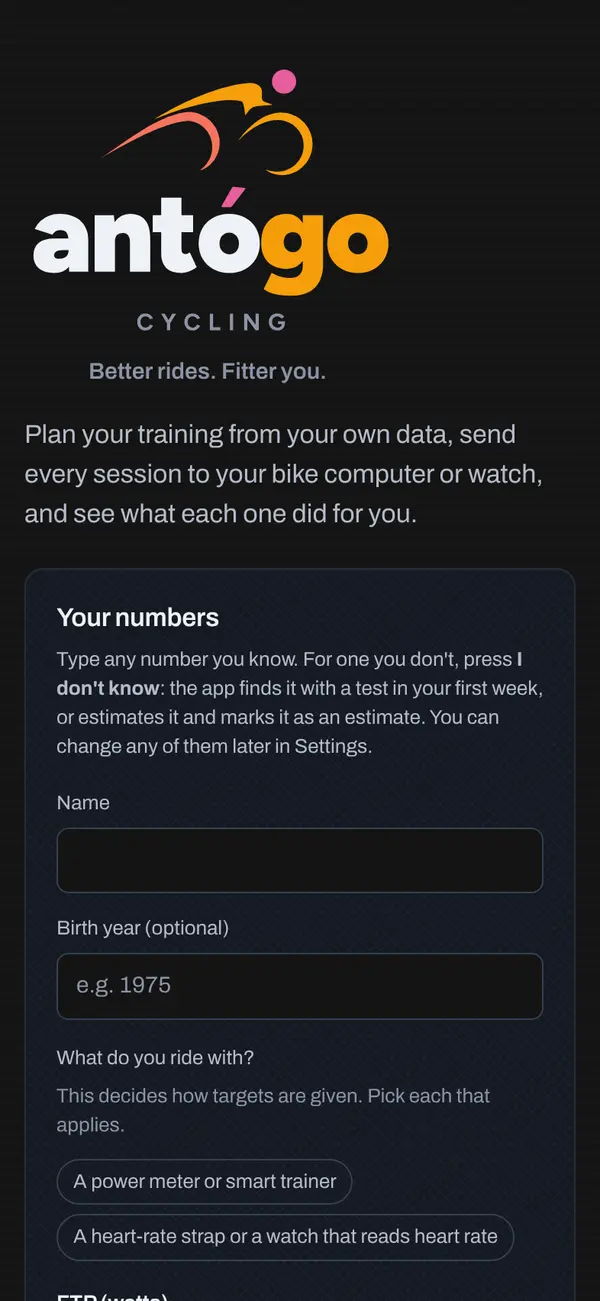 antógo
CYCLING
Better rides. Fitter you.
Plan your training from your own data, send
every session to your bike computer or watch,
and see what each one did for you.
Your numbers
Type any number you know. For one you don't, press I
don't know: the app finds it with a test in your first week,
or estimates it and marks it as an estimate. You can
change any of them later in Settings.
Name
Birth year (optional)
e.g. 1975
What do you ride with?
This decides how targets are given. Pick each that
applies.
A power meter or smart trainer
A heart-rate strap or a watch that reads heart rate
FTP (watts)